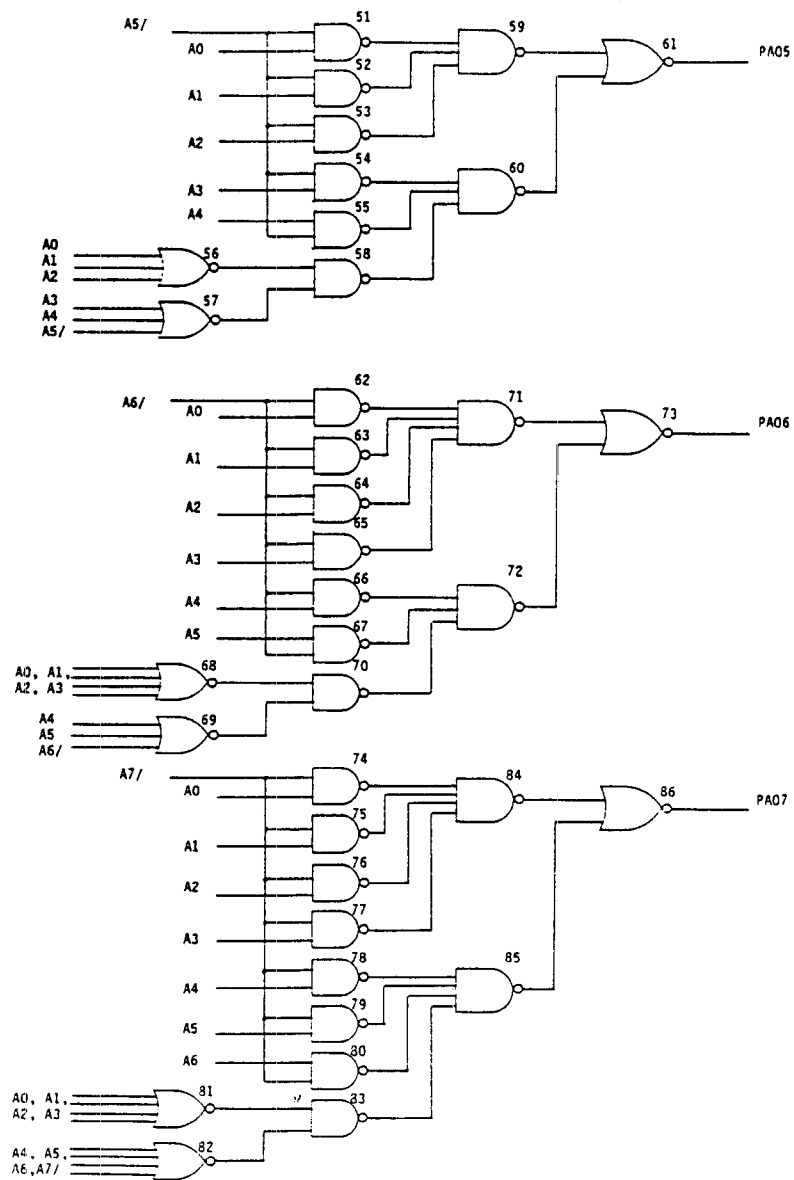 A5/
51
59
61
PA05
A0
52
A1
53
A2
54
60
A3
A4
55
A0
56
58
A1
A2
A3
57
A4
A5/
62
A6/
71
73
PA06
A0
63
A1
64
A2
65
A3
66
72
A4
67
A5
A0, A1,
68
70
A2, A3
A4
69
A5
A6/
74
A7/
84
86
PA07
A0
75
A1
76
A2
77
A3
78
85
A4
79
A5
80
A6
A0, A1,
81
83
A2, A3
82
A4, A5,
A6,A7/